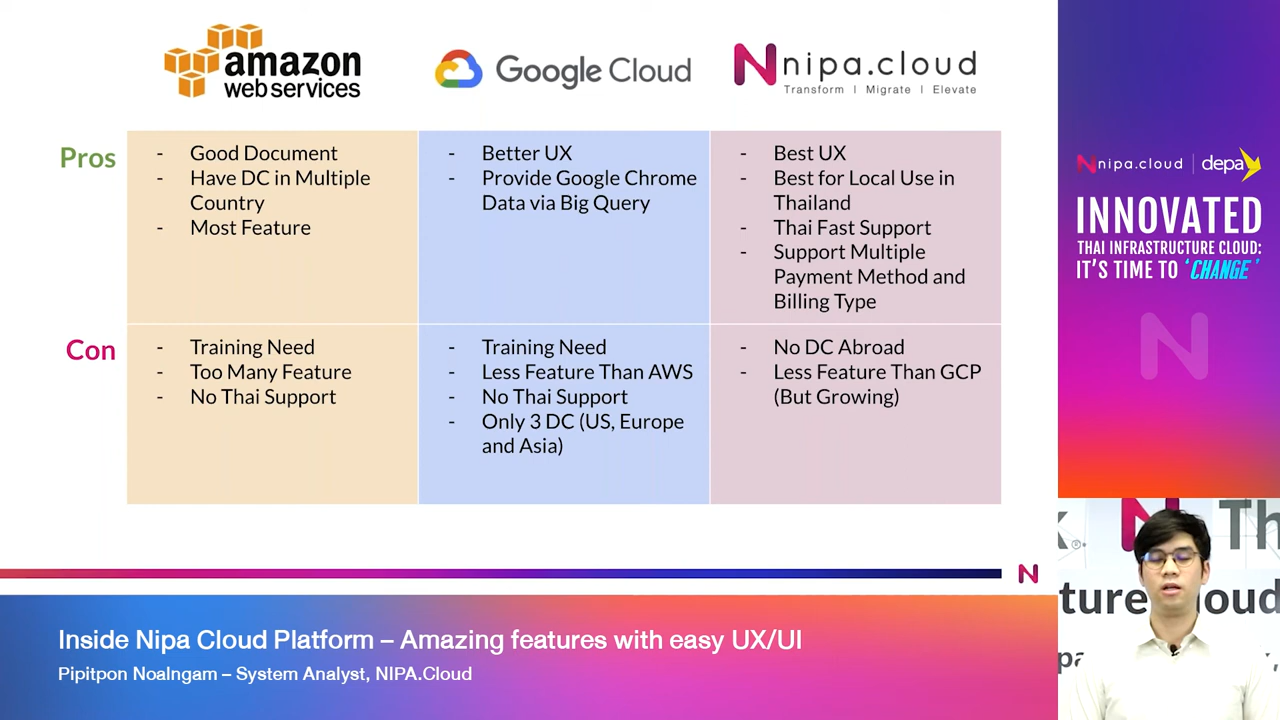 amazon
web services
Google Cloud
nipa.cloud
Transform | Migrate | Elevate
Pros
- Good Document
- Have DC in Multiple
Country
- Most Feature
- Better UX
- Provide Google Chrome
Data via Big Query
- Best UX
- Best for Local Use in
Thailand
- Thai Fast Support
- Support Multiple
Payment Method and
Billing Type
Con
- Training Need
- Too Many Feature
- No Thai Support
- Training Need
- Less Feature Than AWS
- No Thai Support
- Only 3 DC (US, Europe
and Asia)
- No DC Abroad
- Less Feature Than GCP
(But Growing)
nipa.cloud | depa
INNOVATED
THAI INFRASTRUCTURE CLOUD:
IT'S TIME TO 'CHANGE'
Inside Nipa Cloud Platform – Amazing features with easy UX/UI
Pipitpon Noalngam – System Analyst, NIPA.Cloud